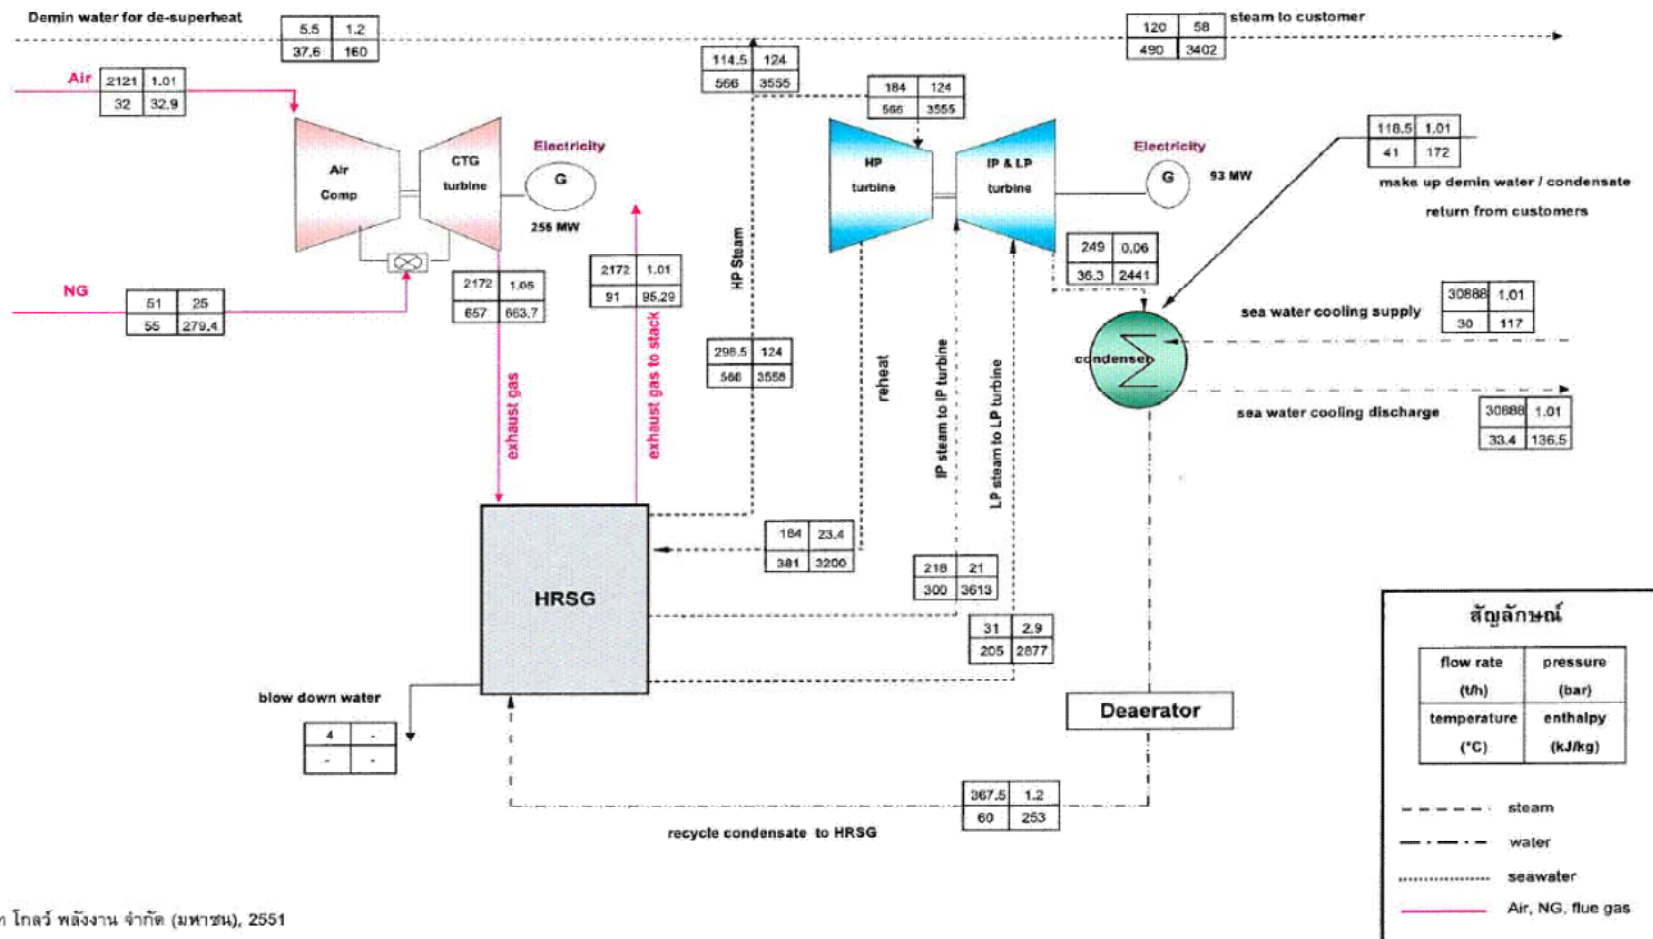 Demin water for de-superheat
5.5 1.2
37.6 160
120 58
490 3402
steam to customer
Air
2121 1.01
32 32.9
114.5 124
566 3555
184 124
566 3555
118.5 1.01
41 172
make up demin water / condensate
return from customers
Air
Comp
CTG
turbine
Electricity
G
256 MW
HP
turbine
IP & LP
turbine
Electricity
G
93 MW
249 0.06
36.3 2441
NG
51 25
55 279.4
2172 1.05
657 663.7
2172 1.01
91 95.29
HP Steam
298.5 124
566 3556
exhaust gas
exhaust gas to stack
reheat
IP steam to IP turbine
LP steam to LP turbine
condenser
sea water cooling supply
30888 1.01
30 117
sea water cooling discharge
30888 1.01
33.4 136.5
184 23.4
381 3200
218 21
300 3613
31 2.9
205 2877
HRSG
blow down water
4 -
- -
Deaerator
367.5 1.2
60 253
recycle condensate to HRSG
สัญลักษณ์
flow rate pressure
(t/h) (bar)
temperature enthalpy
(°C) (kJ/kg)
steam
water
seawater
Air, NG, flue gas
โกลว์ พลังงาน จำกัด (มหาชน), 2551